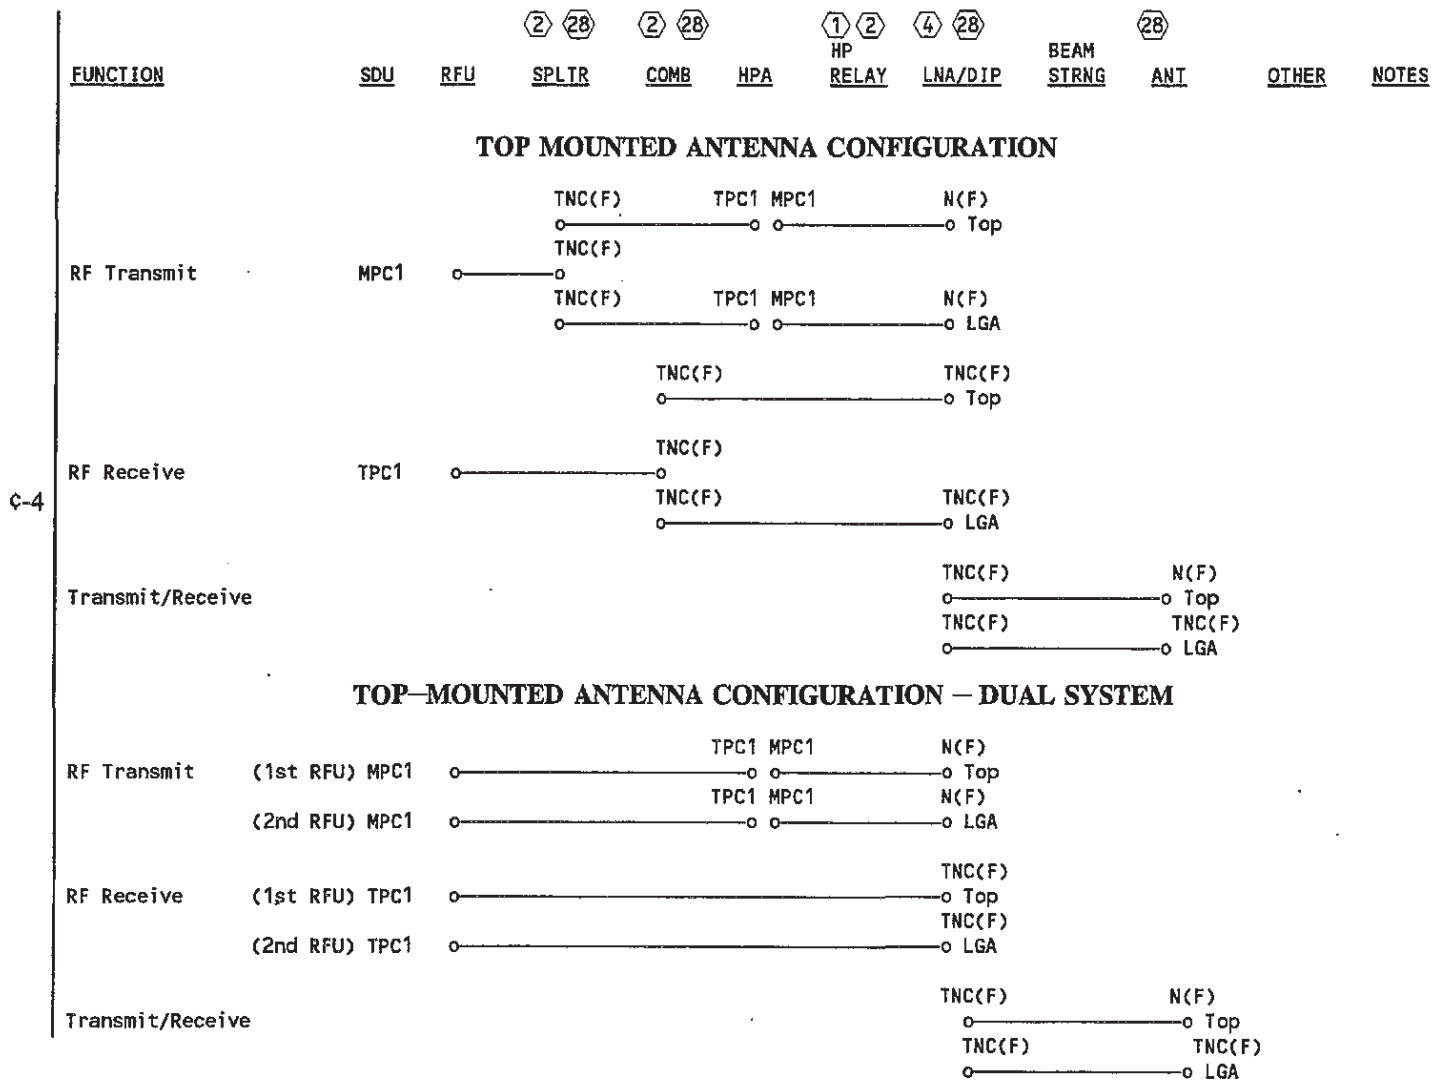 2 28 2 28 1 2 4 28 28
HP BEAM
FUNCTION SDU RFU SPLTR COMB HPA RELAY LNA/DIP STRNG ANT OTHER NOTES
TOP MOUNTED ANTENNA CONFIGURATION
TNC(F) TPC1 MPC1 N(F)
Top
TNC(F)
RF Transmit MPC1
TNC(F) TPC1 MPC1 N(F)
LGA
TNC(F) TNC(F)
Top
TNC(F)
RF Receive TPC1
TNC(F) TNC(F)
LGA
¢-4
TNC(F) N(F)
Transmit/Receive Top
TNC(F) TNC(F)
LGA
TOP—MOUNTED ANTENNA CONFIGURATION — DUAL SYSTEM
TPC1 MPC1 N(F)
RF Transmit (1st RFU) MPC1 Top
TPC1 MPC1 N(F)
(2nd RFU) MPC1 LGA
TNC(F)
RF Receive (1st RFU) TPC1 Top
TNC(F)
(2nd RFU) TPC1 LGA
TNC(F) N(F)
Transmit/Receive Top
TNC(F) TNC(F)
LGA